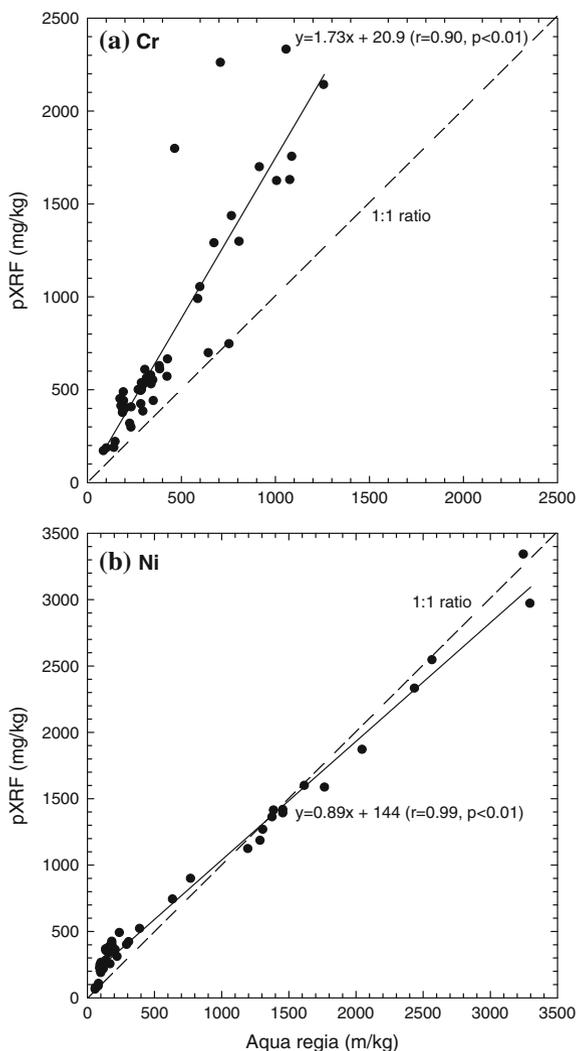 (a) Cr
y=1.73x + 20.9 (r=0.90, p<0.01)
1:1 ratio
pXRF (mg/kg)
2500
2000
1500
1000
500
0
0 500 1000 1500 2000 2500
(b) Ni
1:1 ratio
y=0.89x + 144 (r=0.99, p<0.01)
pXRF (mg/kg)
3500
3000
2500
2000
1500
1000
500
0
0 500 1000 1500 2000 2500 3000 3500
Aqua regia (m/kg)